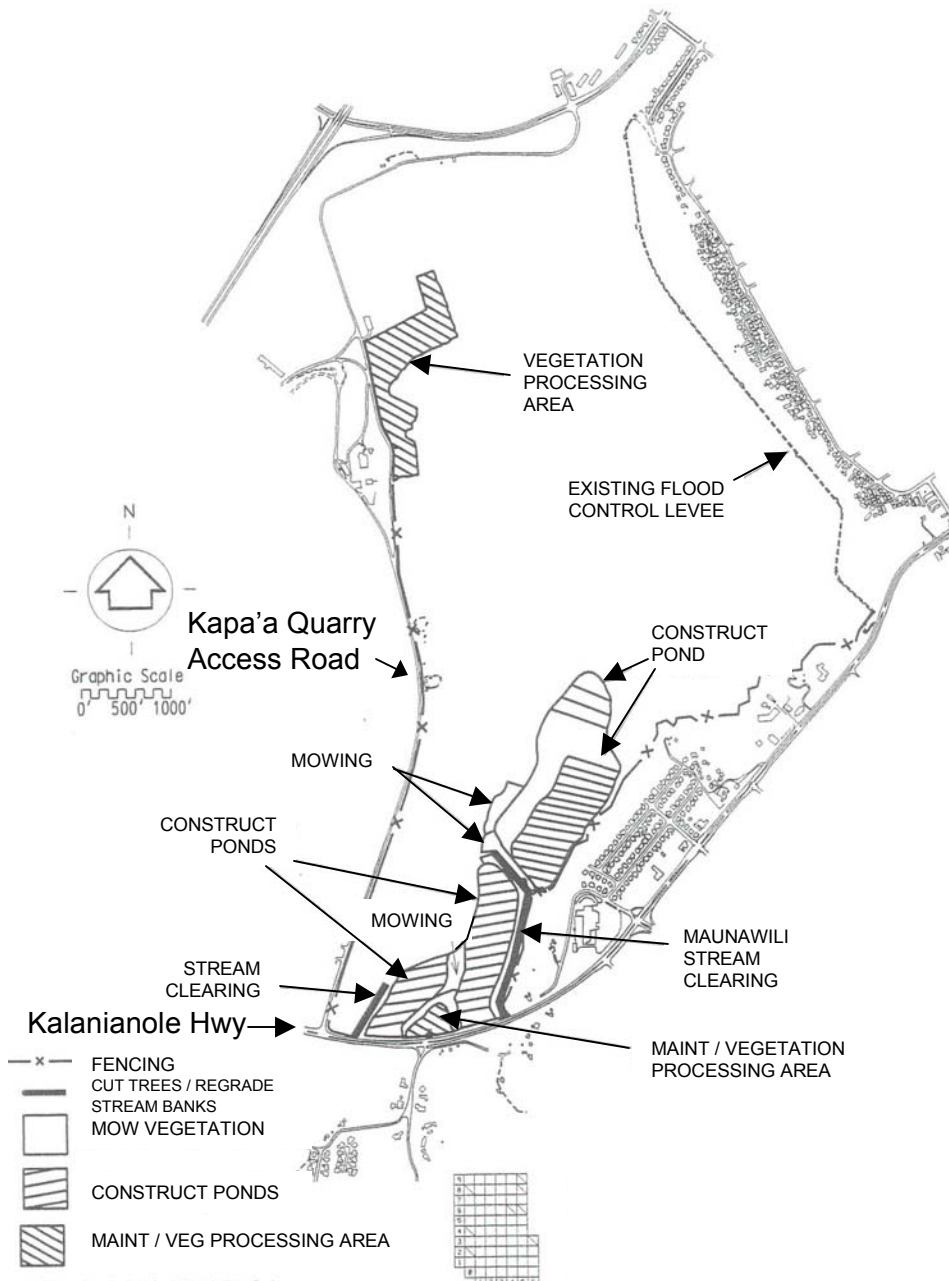 VEGETATION
PROCESSING
AREA
EXISTING FLOOD
CONTROL LEVEE
N
Kapa'a Quarry
Access Road
Graphic Scale
0' 500' 1000'
CONSTRUCT
POND
MOWING
CONSTRUCT
PONDS
MOWING
STREAM
CLEARING
MAUNAWILI
STREAM
CLEARING
Kalanianole Hwy
MAINT / VEGETATION
PROCESSING AREA
FENCING
CUT TREES / REGRADE
STREAM BANKS
MOW VEGETATION
CONSTRUCT PONDS
MAINT / VEG PROCESSING AREA